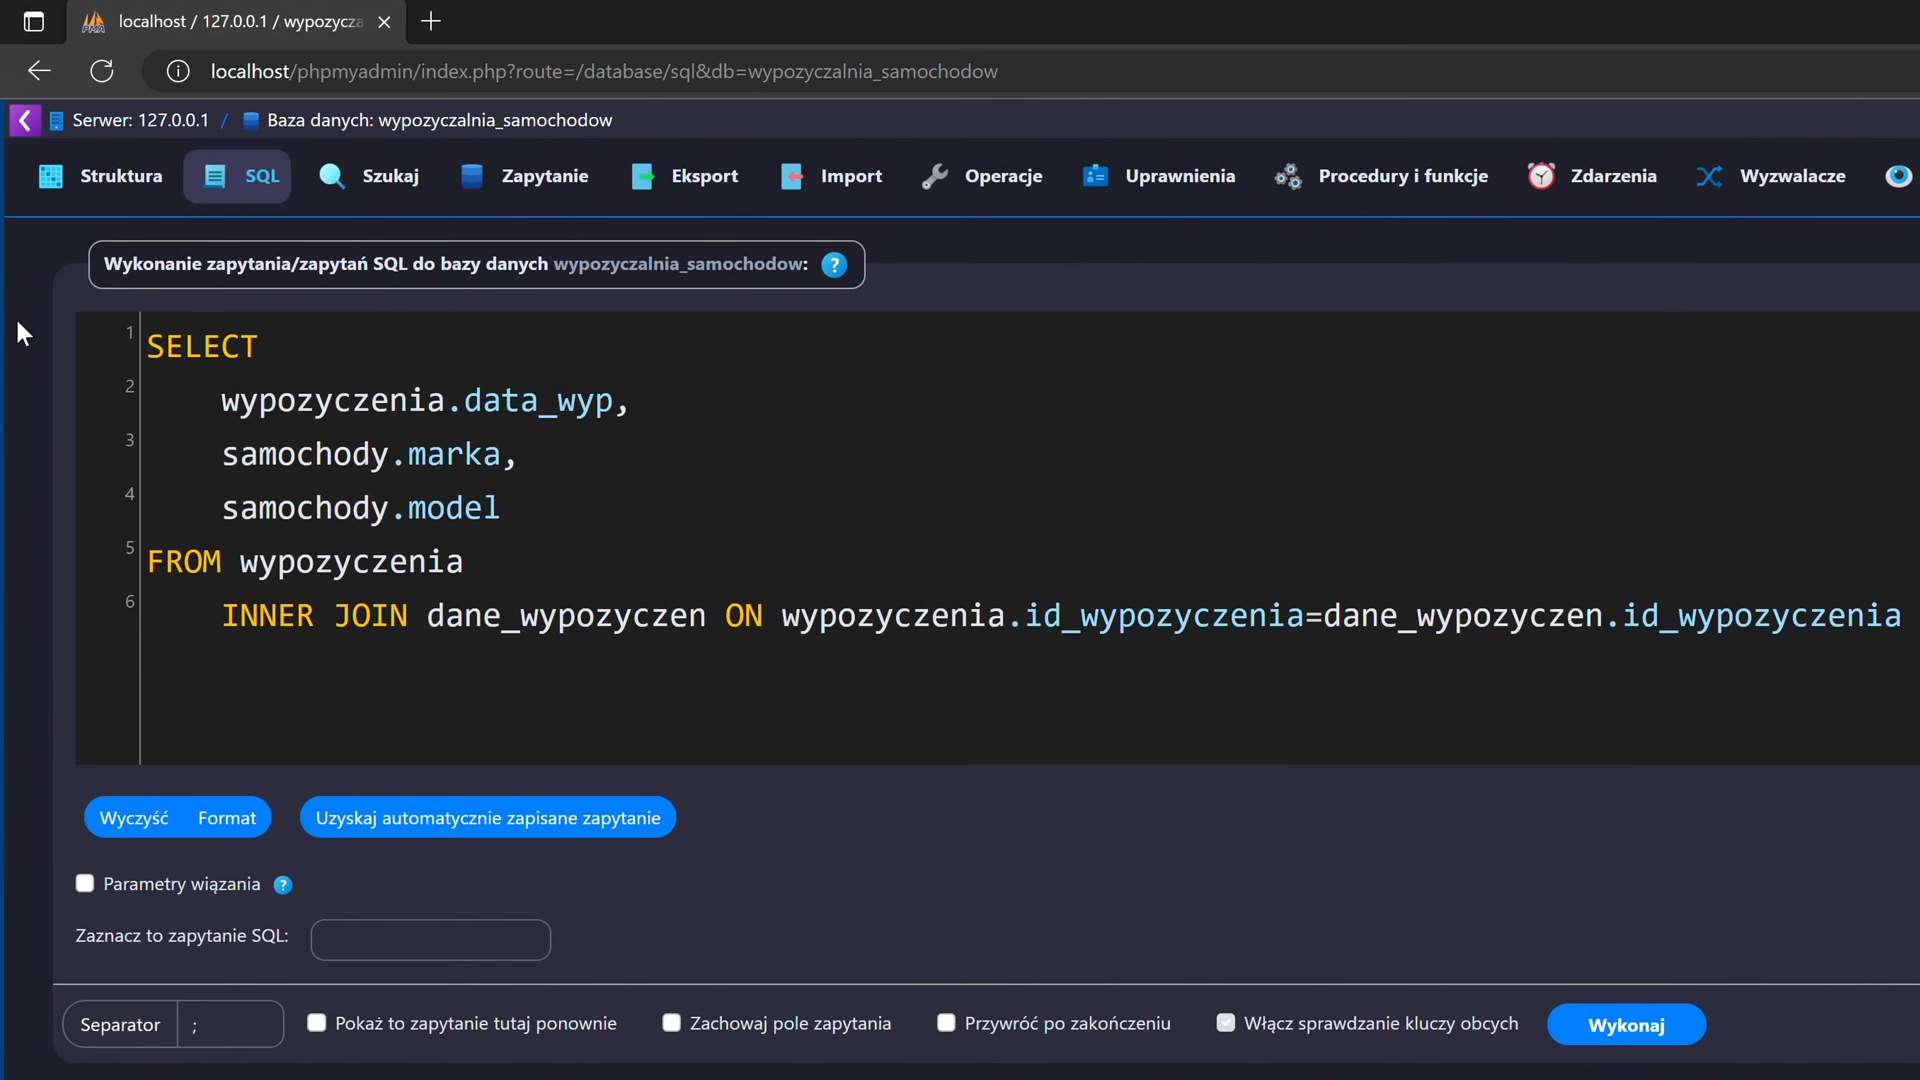 localhost / 127.0.0.1 / wypozycza
localhost/phpmyadmin/index.php?route=/database/sql&db=wypozyczalnia_samochodow
Serwer: 127.0.0.1 / Baza danych: wypozyczalnia_samochodow
Struktura SQL Szukaj Zapytanie Eksport Import Operacje Uprawnienia Procedury i funkcje Zdarzenia Wyzwalacze
Wykonanie zapytania/zapytań SQL do bazy danych wypozyczalnia_samochodow: ?
1 SELECT
2 wypozyczenia.data_wyp,
3 samochody.marka,
4 samochody.model
5 FROM wypozyczenia
6 INNER JOIN dane_wypozyczen ON wypozyczenia.id_wypozyczenia=dane_wypozyczen.id_wypozyczenia
Wyczyść Format Uzyskaj automatycznie zapisane zapytanie
Parametry wiązania ?
Zaznacz to zapytanie SQL:
Separator ; Pokaż to zapytanie tutaj ponownie Zachowaj pole zapytania Przywróć po zakończeniu Włącz sprawdzanie kluczy obcych Wykonaj